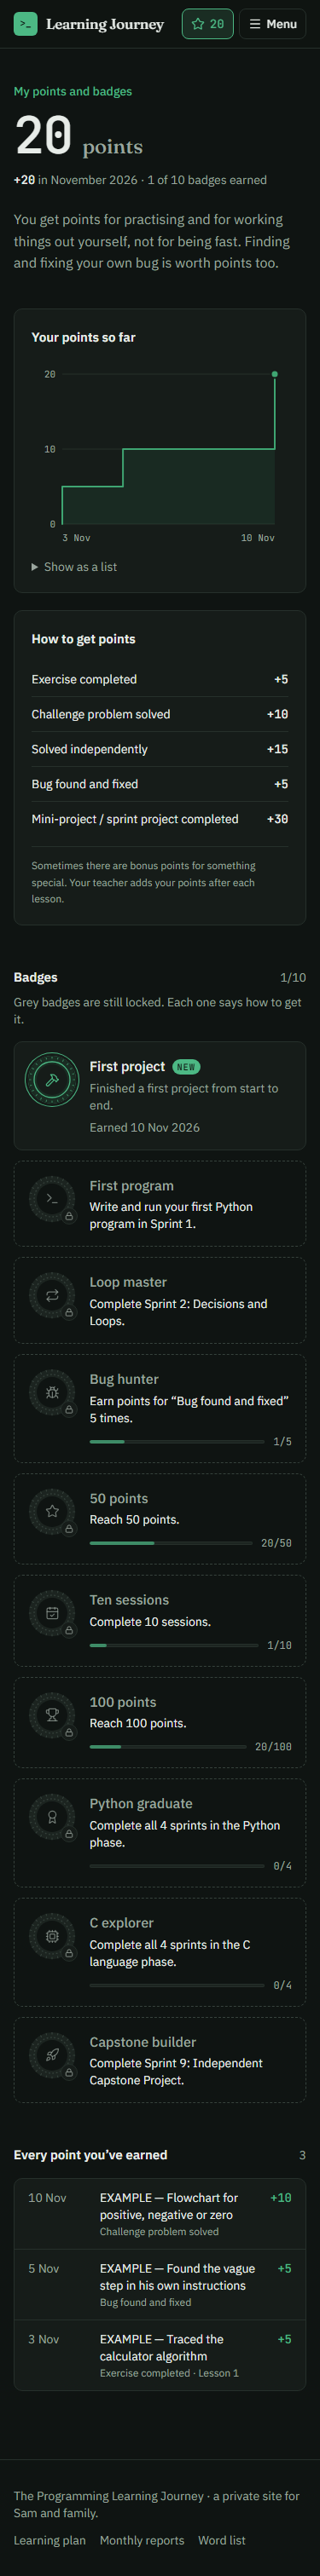 >_ Learning Journey 20 Menu
My points and badges
20 points
+20 in November 2026 · 1 of 10 badges earned
You get points for practising and for working
things out yourself, not for being fast. Finding
and fixing your own bug is worth points too.
Your points so far
20
10
0
3 Nov 10 Nov
Show as a list
How to get points
Exercise completed +5
Challenge problem solved +10
Solved independently +15
Bug found and fixed +5
Mini-project / sprint project completed +30
Sometimes there are bonus points for something
special. Your teacher adds your points after each
lesson.
Badges 1/10
Grey badges are still locked. Each one says how to get
it.
First project NEW
Finished a first project from start to
end.
Earned 10 Nov 2026
First program
Write and run your first Python
program in Sprint 1.
Loop master
Complete Sprint 2: Decisions and
Loops.
Bug hunter
Earn points for “Bug found and fixed”
5 times.
1/5
50 points
Reach 50 points.
20/50
Ten sessions
Complete 10 sessions.
1/10
100 points
Reach 100 points.
20/100
Python graduate
Complete all 4 sprints in the Python
phase.
0/4
C explorer
Complete all 4 sprints in the C
language phase.
0/4
Capstone builder
Complete Sprint 9: Independent
Capstone Project.
Every point you’ve earned 3
10 Nov EXAMPLE — Flowchart for +10
positive, negative or zero
Challenge problem solved
5 Nov EXAMPLE — Found the vague +5
step in his own instructions
Bug found and fixed
3 Nov EXAMPLE — Traced the +5
calculator algorithm
Exercise completed · Lesson 1
The Programming Learning Journey · a private site for
Sam and family.
Learning plan Monthly reports Word list